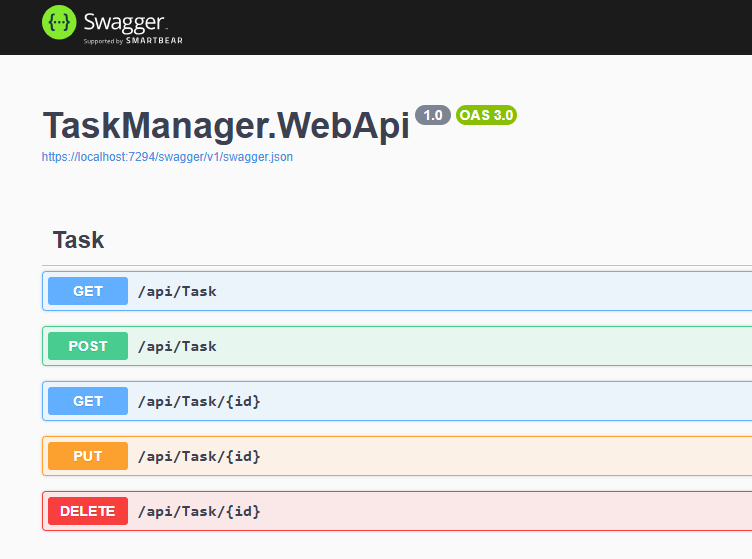 Swagger
Supported by SMARTBEAR
TaskManager.WebApi 1.0 OAS 3.0
https://localhost:7294/swagger/v1/swagger.json
Task
GET /api/Task
POST /api/Task
GET /api/Task/{id}
PUT /api/Task/{id}
DELETE /api/Task/{id}